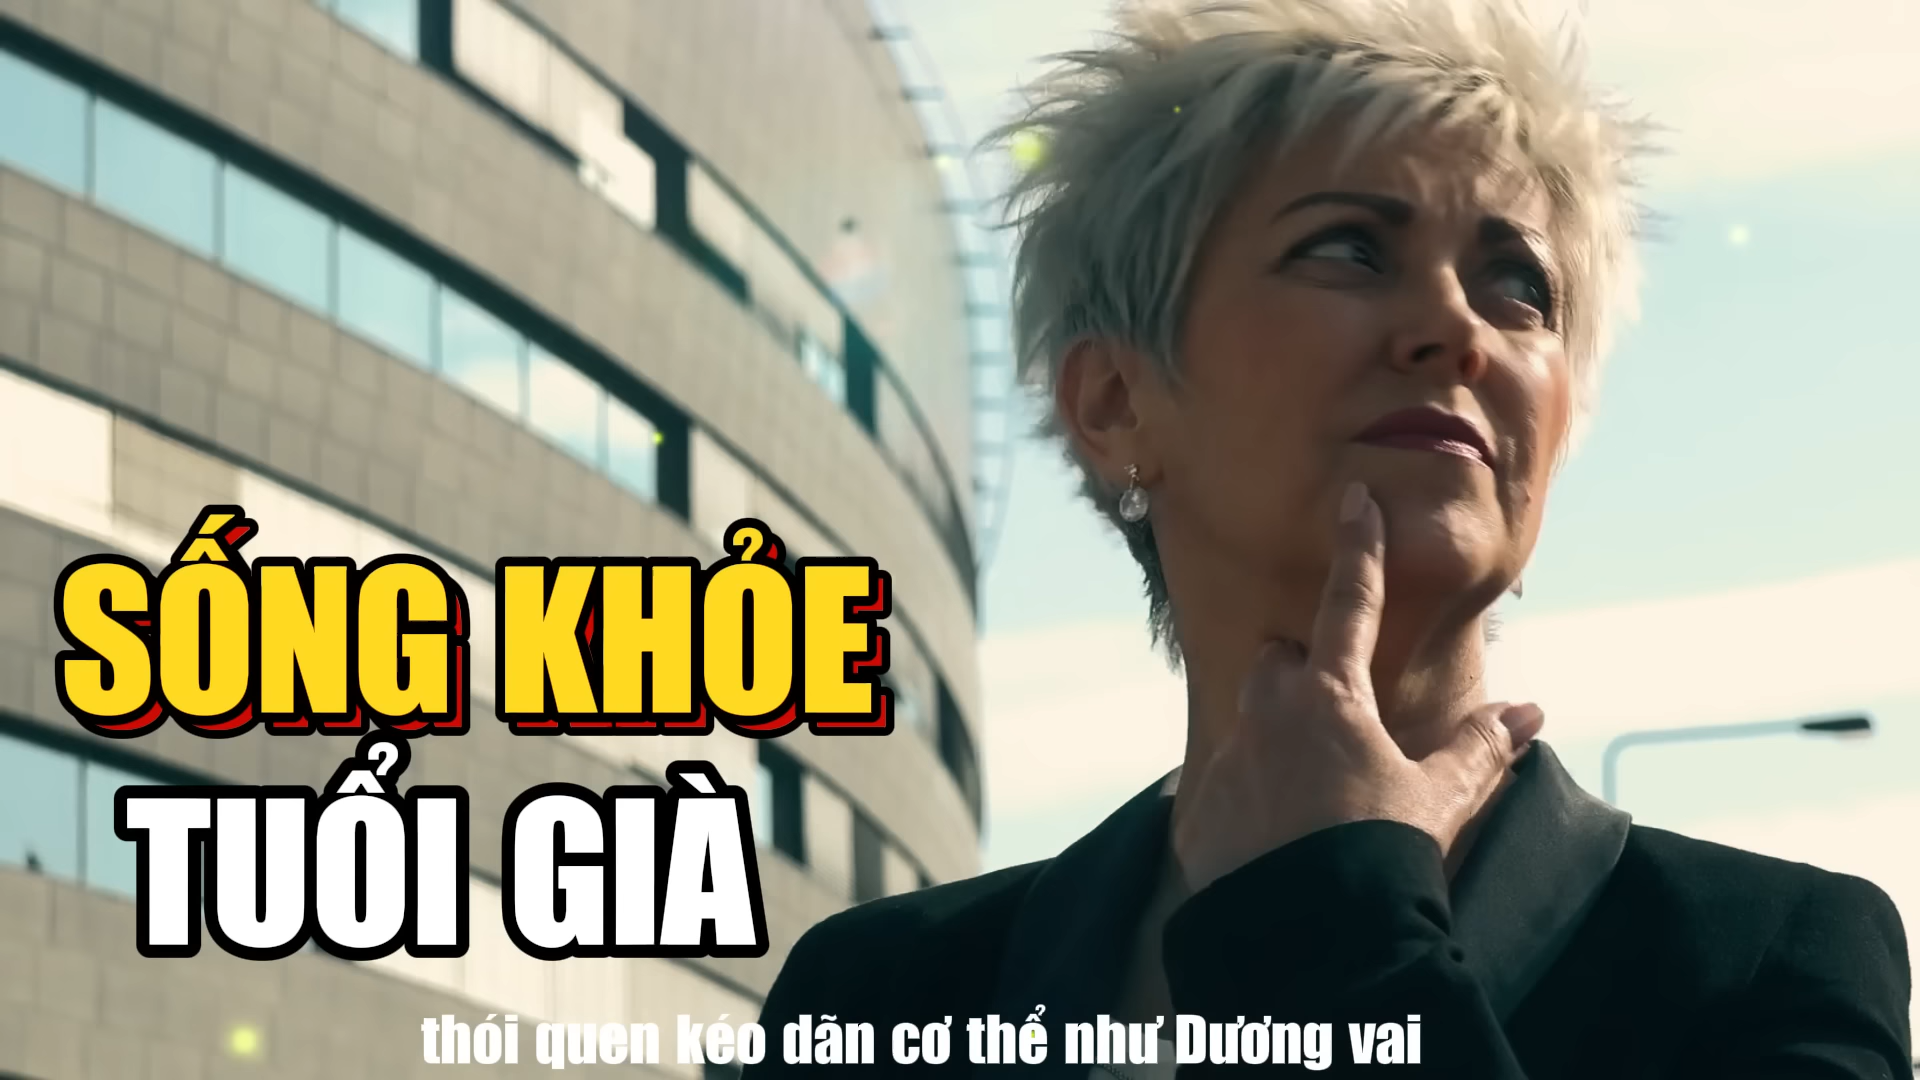 SỐNG KHỎE
TUỔI GIÀ
thói quen kéo dãn cơ thể như Dương vai